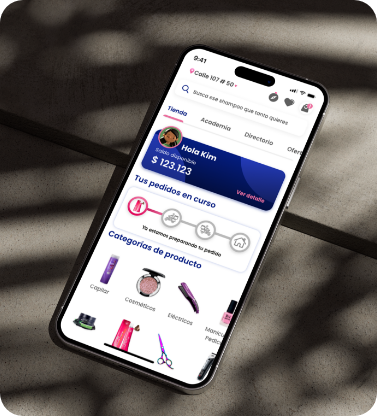 9:41
Calle 107 # 50
busca ese shampoo que tanto quieres
Tienda Academia Directorio Ofert
Hola Kim
Saldo disponible
$ 123.123
Ver detalle
Tus pedidos en curso
Ya estamos preparando tu pedido
Categorías de producto
Capilar Cosméticos Eléctricos Manicu
Pedic